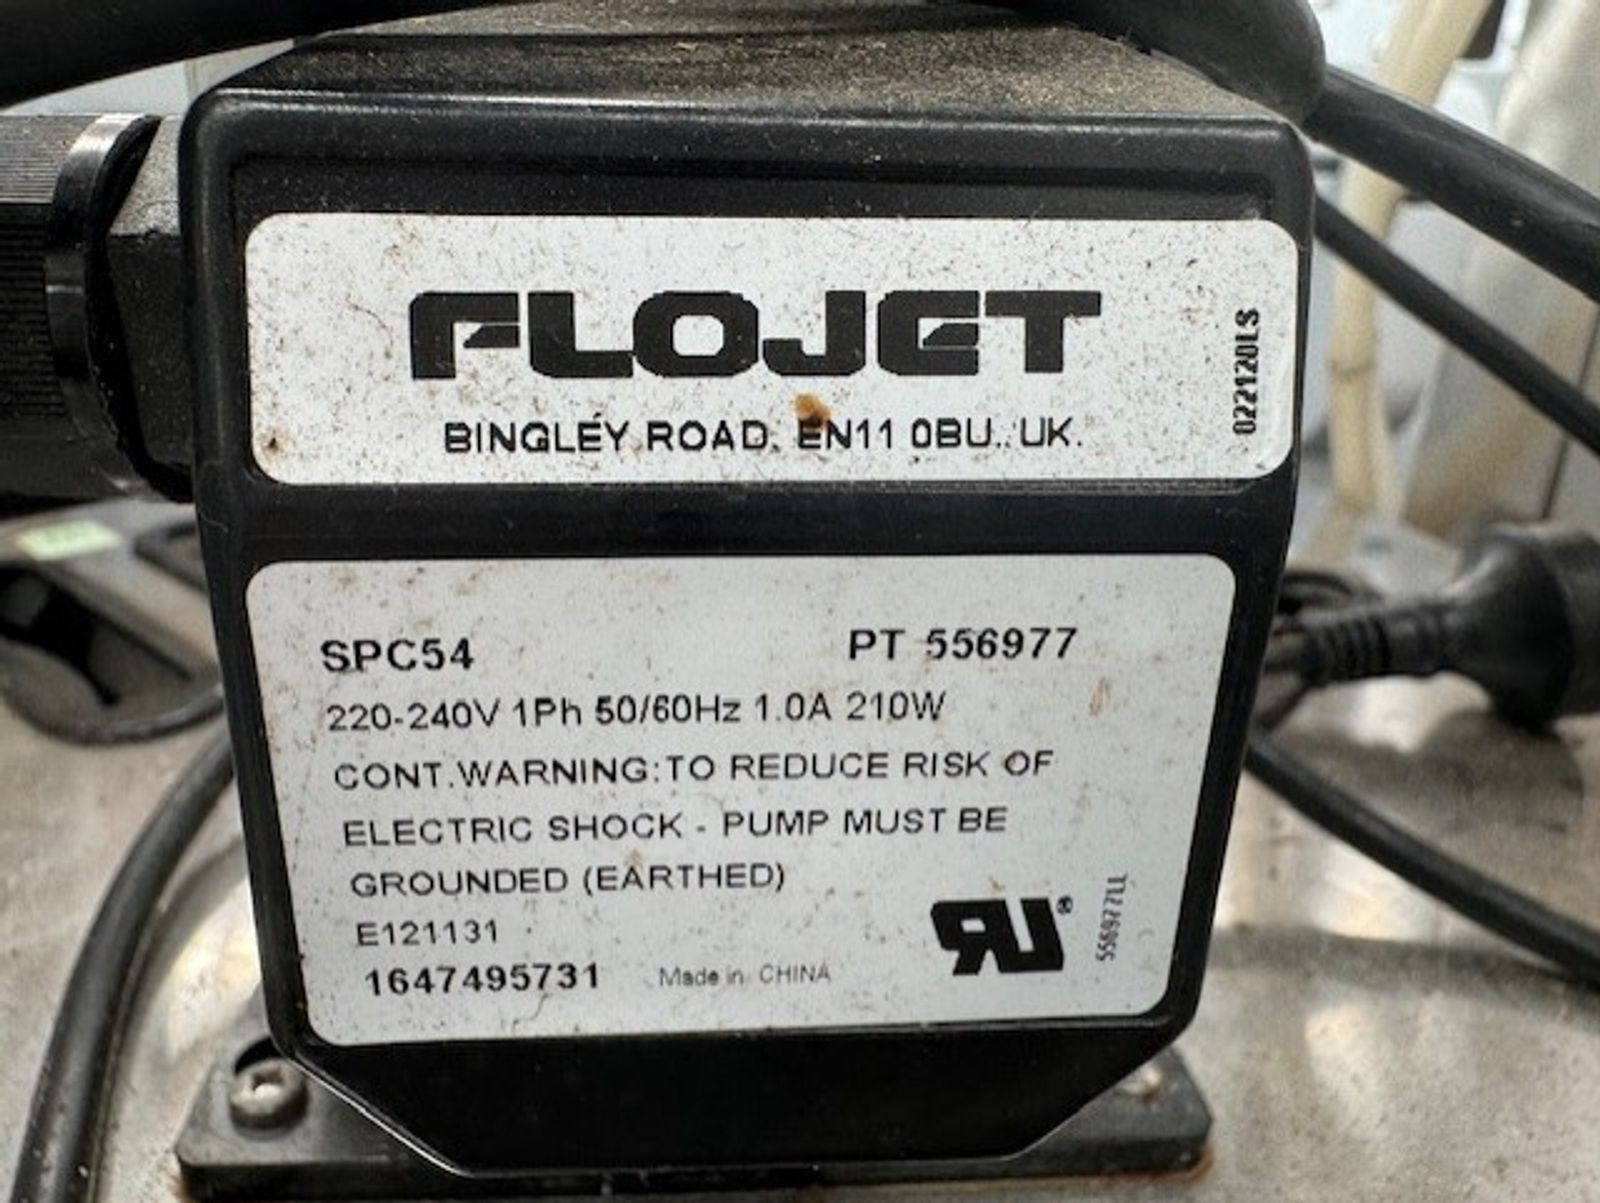 FLOJET
BINGLEY ROAD, EN11 0BU., UK.
022120LS
SPC54 PT 556977
220-240V 1Ph 50/60Hz 1.0A 210W
CONT.WARNING:TO REDUCE RISK OF
ELECTRIC SHOCK - PUMP MUST BE
GROUNDED (EARTHED)
E121131
1647495731 Made in CHINA
RU®